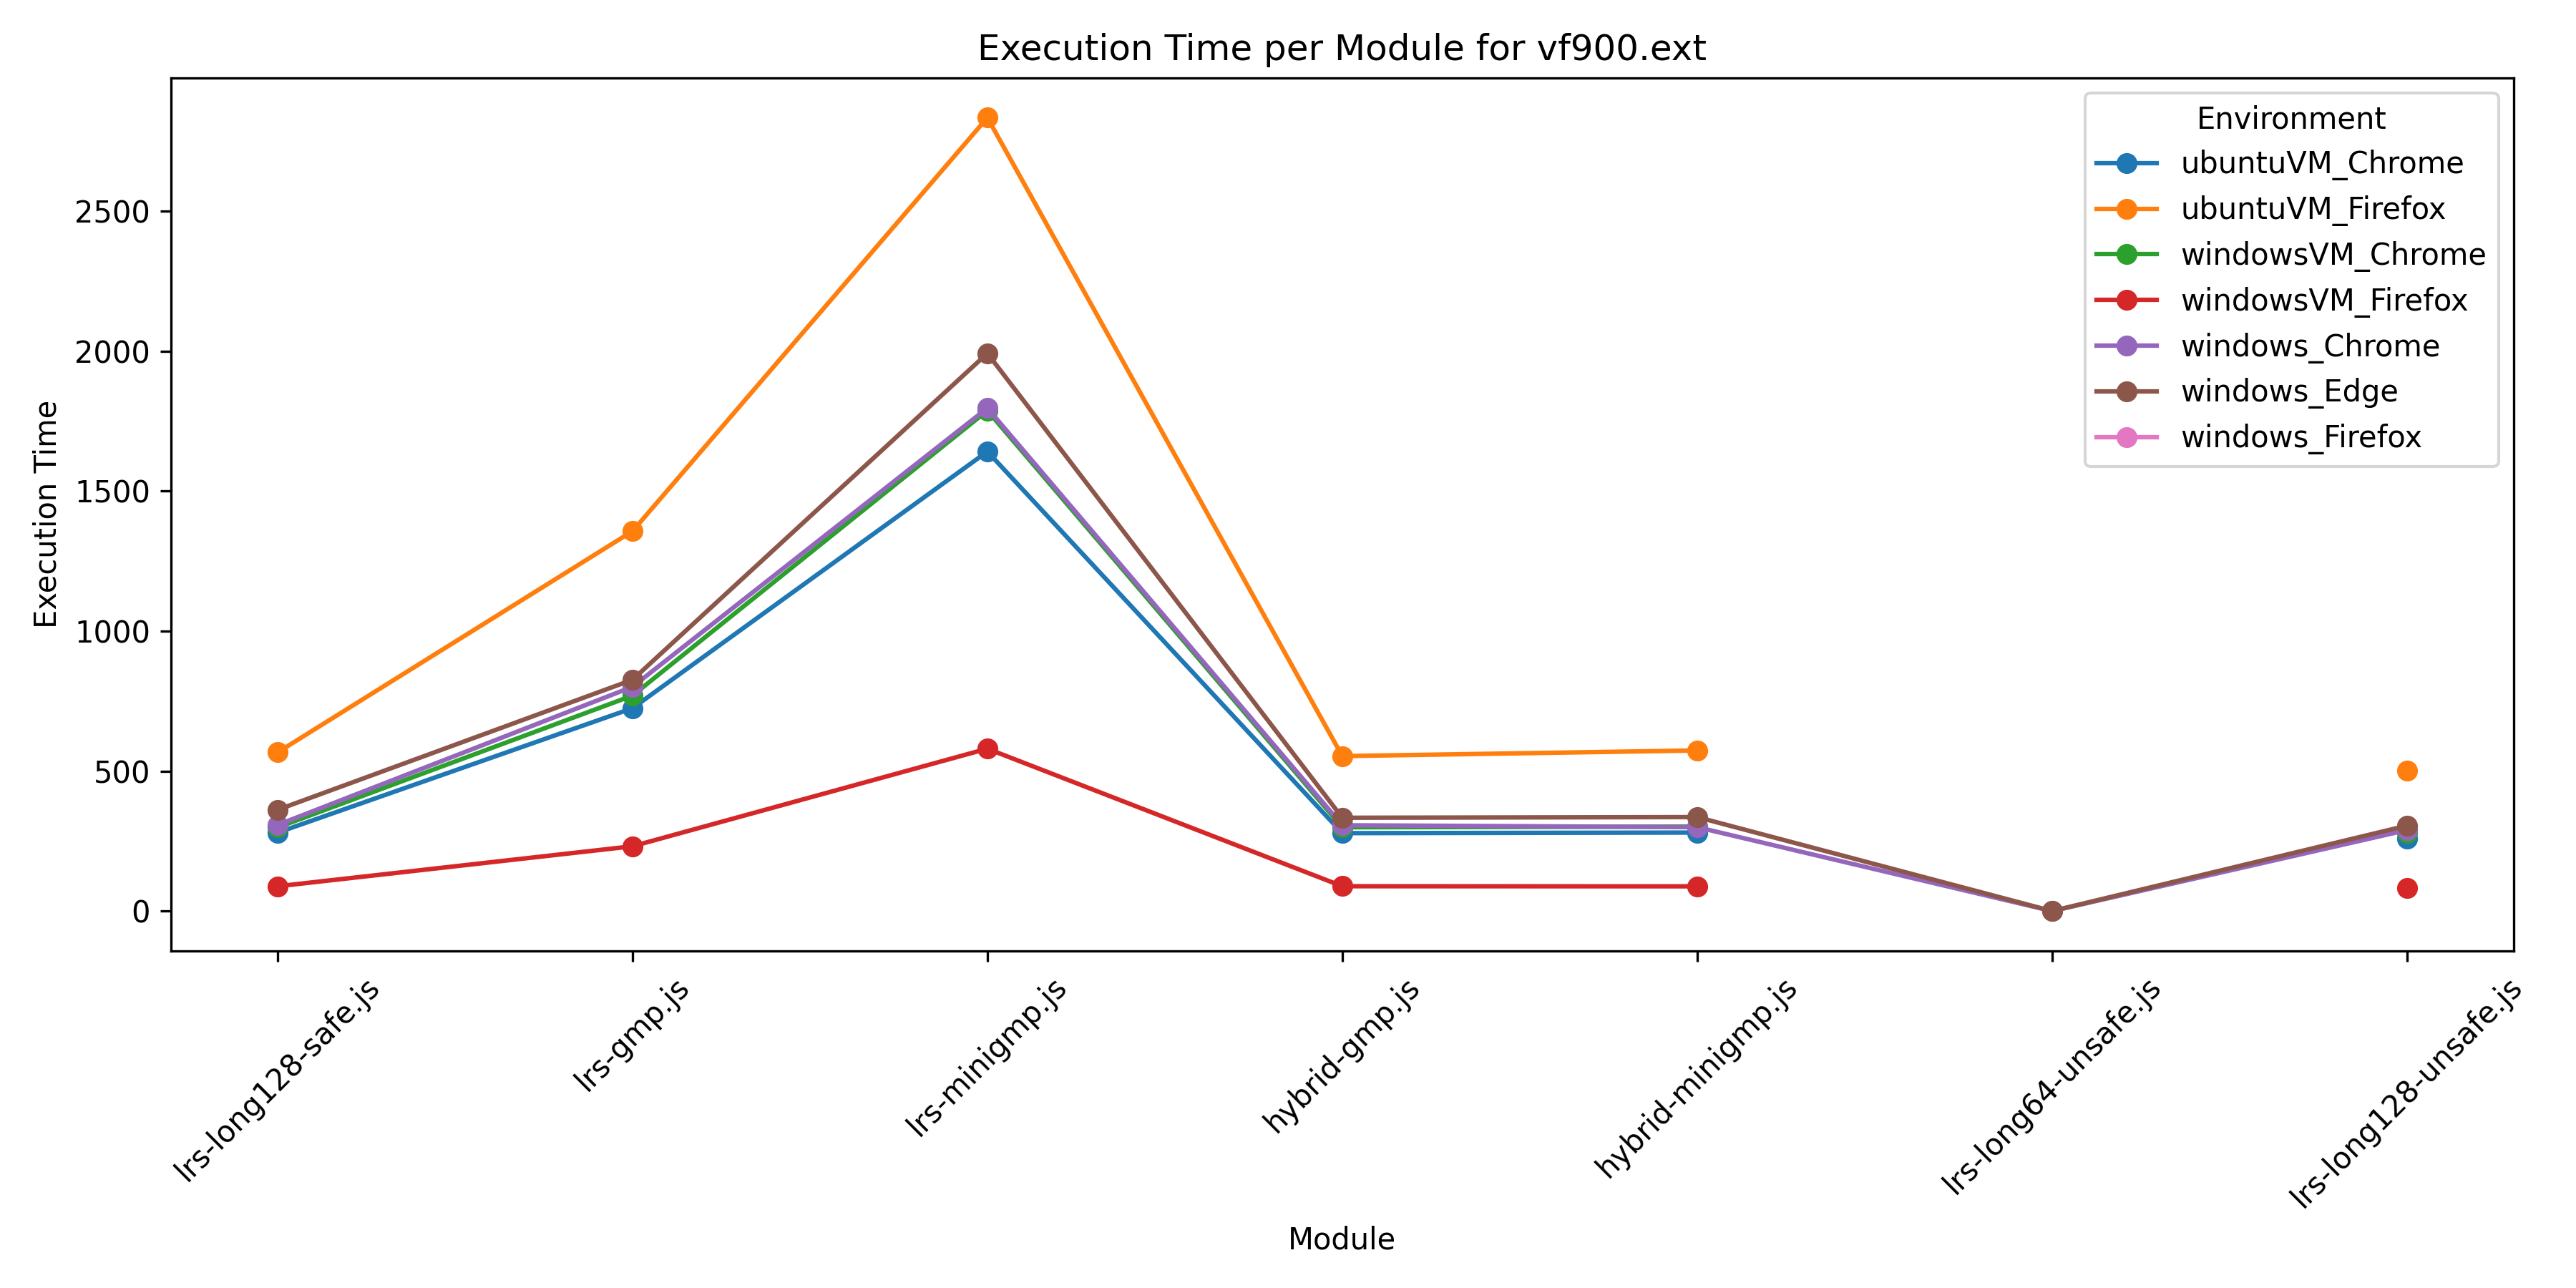 Execution Time per Module for vf900.ext
Execution Time
2500
2000
1500
1000
500
0
Environment
ubuntuVM_Chrome
ubuntuVM_Firefox
windowsVM_Chrome
windowsVM_Firefox
windows_Chrome
windows_Edge
windows_Firefox
lrs-long128-safe.js
lrs-gmp.js
lrs-minigmp.js
hybrid-gmp.js
hybrid-minigmp.js
lrs-long64-unsafe.js
lrs-long128-unsafe.js
Module